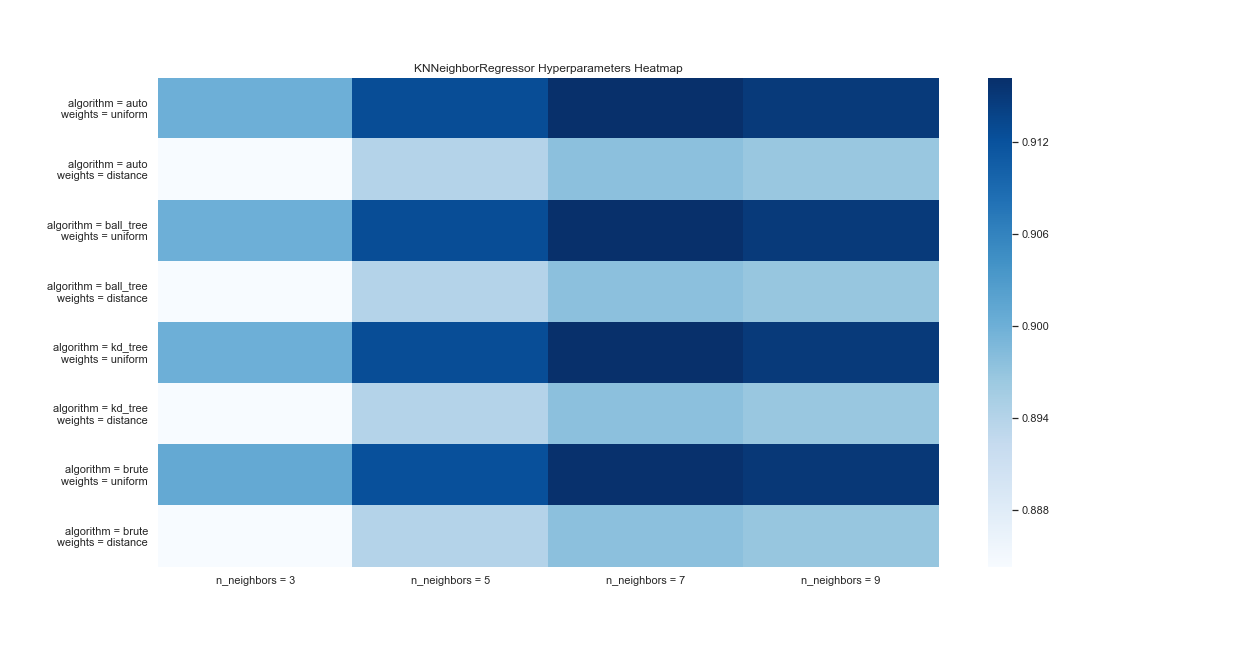 KNNeighborRegressor Hyperparameters Heatmap
algorithm = auto
weights = uniform
algorithm = auto
weights = distance
algorithm = ball_tree
weights = uniform
algorithm = ball_tree
weights = distance
algorithm = kd_tree
weights = uniform
algorithm = kd_tree
weights = distance
algorithm = brute
weights = uniform
algorithm = brute
weights = distance
n_neighbors = 3
n_neighbors = 5
n_neighbors = 7
n_neighbors = 9
0.912
0.906
0.900
0.894
0.888